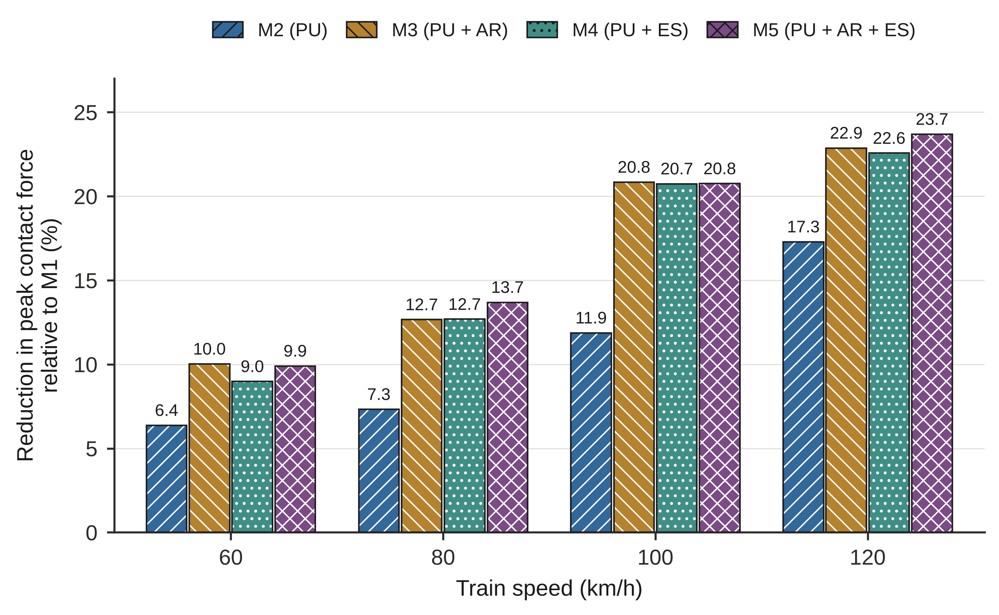 M2 (PU) M3 (PU + AR) M4 (PU + ES) M5 (PU + AR + ES)
Reduction in peak contact force
relative to M1 (%)
25
20
15
10
5
0
6.4 10.0 9.0 9.9
7.3 12.7 12.7 13.7
11.9 20.8 20.7 20.8
17.3 22.9 22.6 23.7
60 80 100 120
Train speed (km/h)